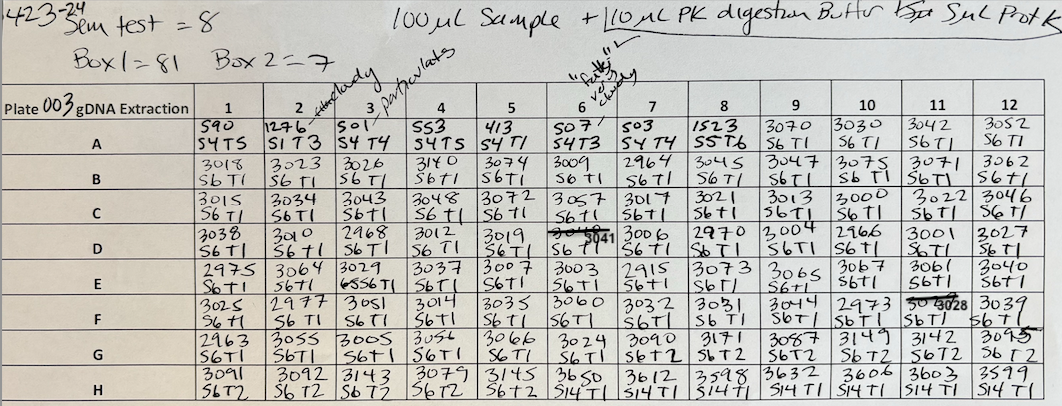 423-24
Sem test = 8
100 µL Sample + 110 µL PK digestion Buffer 5µL Prot K
Box 1 = 81 Box 2 = 7
cloudy
particulates
"fatty"
very cloudy
Plate 003 gDNA Extraction 1 2 3 4 5 6 7 8 9 10 11 12
A
590 1276 501 553 413 507 503 1523 3070 3030 3042 3052
S4T5 S1T3 S4T4 S4T5 S4T1 S4T3 S4T4 S5T6 S6T1 S6T1 S6T1 S6T1
B
3018 3023 3026 3140 3074 3009 2964 3045 3047 3075 3071 3062
S6T1 S6T1 S6T1 S6T1 S6T1 S6T1 S6T1 S6T1 S6T1 S6T1 S6T1 S6T1
C
3015 3034 3043 3048 3072 3057 3017 3021 3013 3000 3022 3046
S6T1 S6T1 S6T1 S6T1 S6T1 S6T1 S6T1 S6T1 S6T1 S6T1 S6T1 S6T1
D
3038 3010 2968 3012 3019 3041 3006 2970 3004 2966 3001 3027
S6T1 S6T1 S6T1 S6T1 S6T1 S6T1 S6T1 S6T1 S6T1 S6T1 S6T1 S6T1
E
2975 3064 3029 3037 3007 3003 2915 3073 3065 3067 3061 3040
S6T1 S6T1 S6T1 S6T1 S6T1 S6T1 S6T1 S6T1 S6T1 S6T1 S6T1 S6T1
F
3025 2977 3051 3014 3035 3060 3032 3031 3044 2973 3028 3039
S6T1 S6T1 S6T1 S6T1 S6T1 S6T1 S6T1 S6T1 S6T1 S6T1 S6T1 S6T1
G
2963 3055 3005 3056 3066 3024 3090 3171 3087 3149 3142 3095
S6T1 S6T1 S6T1 S6T1 S6T1 S6T1 S6T2 S6T2 S6T2 S6T2 S6T2 S6T2
H
3091 3092 3143 3079 3145 3650 3612 3598 3632 3606 3603 3599
S6T2 S6T2 S6T2 S6T2 S6T2 S14T1 S14T1 S14T1 S14T1 S14T1 S14T1 S14T1